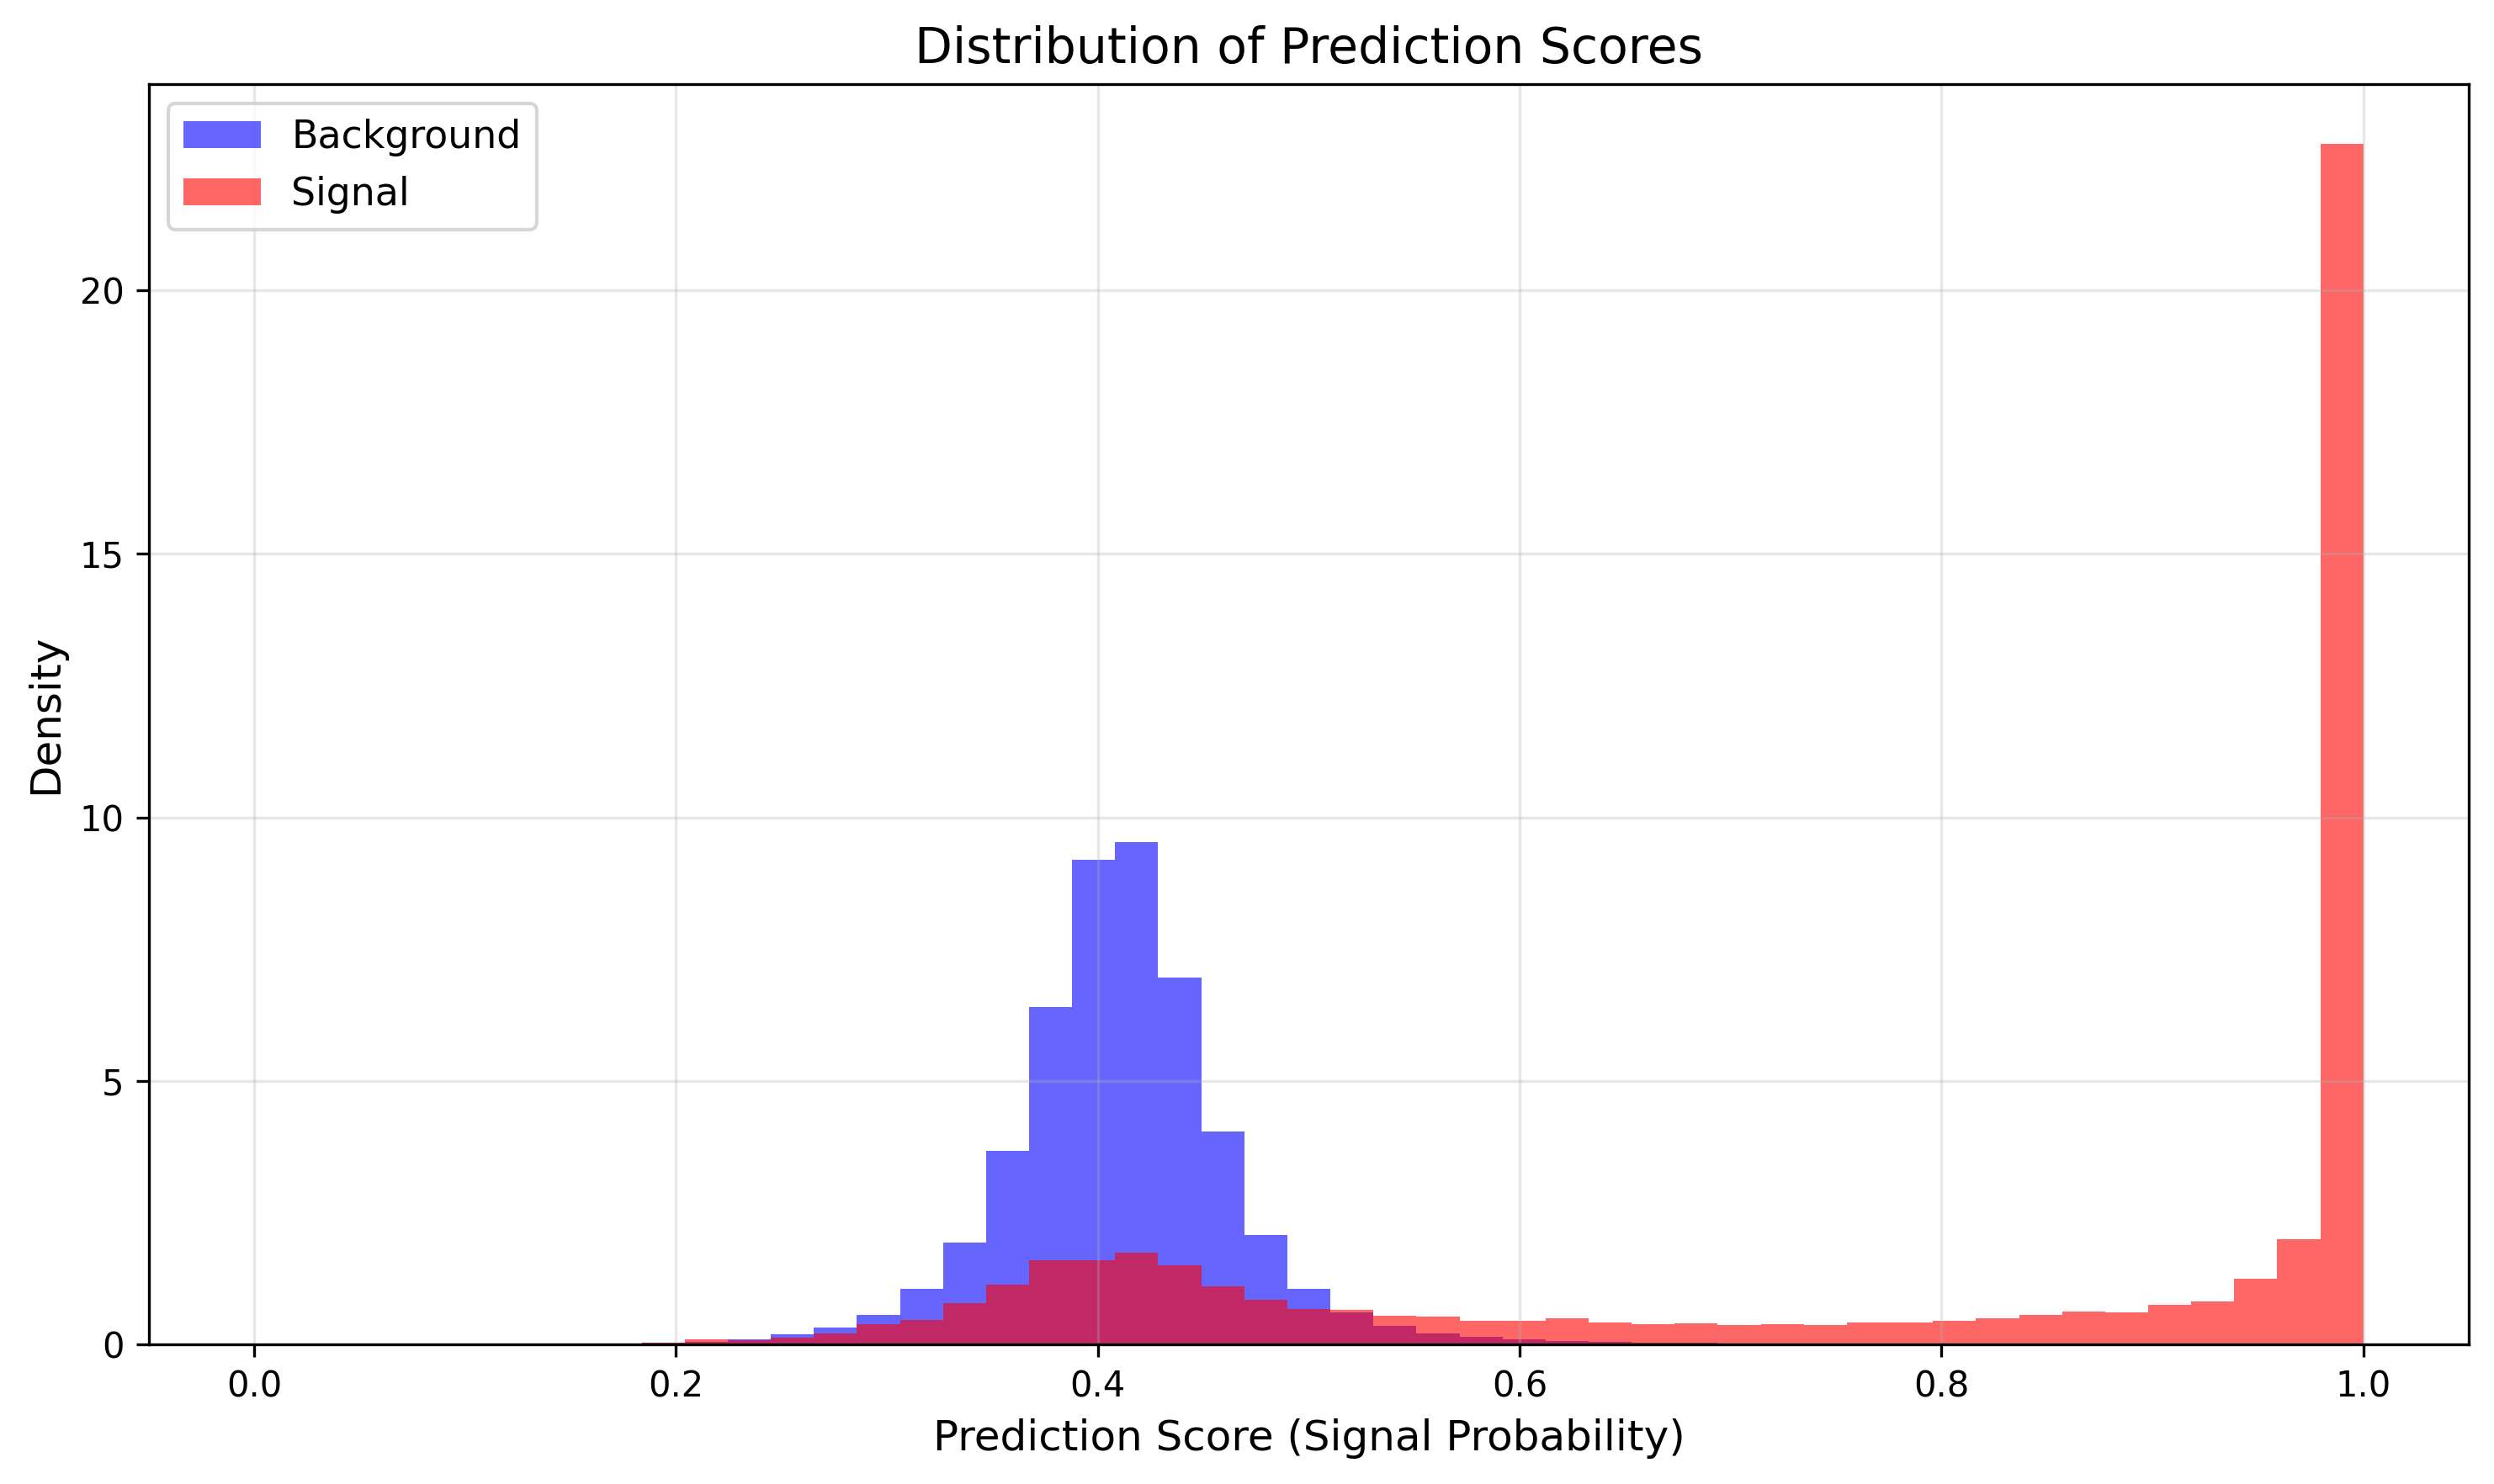 Distribution of Prediction Scores
Background
Signal
20
15
10
5
0
Density
0.0
0.2
0.4
0.6
0.8
1.0
Prediction Score (Signal Probability)